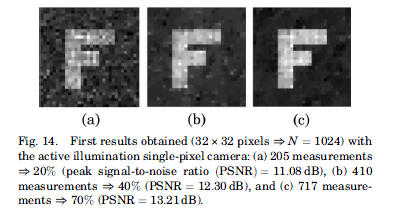 F F F
(a) (b) (c)
Fig. 14. First results obtained (32 × 32 pixels ⇒ N = 1024) with
the active illumination single-pixel camera: (a) 205 measurements
⇒ 20% (peak signal-to-noise ratio (PSNR) = 11.08 dB), (b) 410
measurements ⇒ 40% (PSNR = 12.30 dB), and (c) 717 measure-
ments ⇒ 70% (PSNR = 13.21 dB).